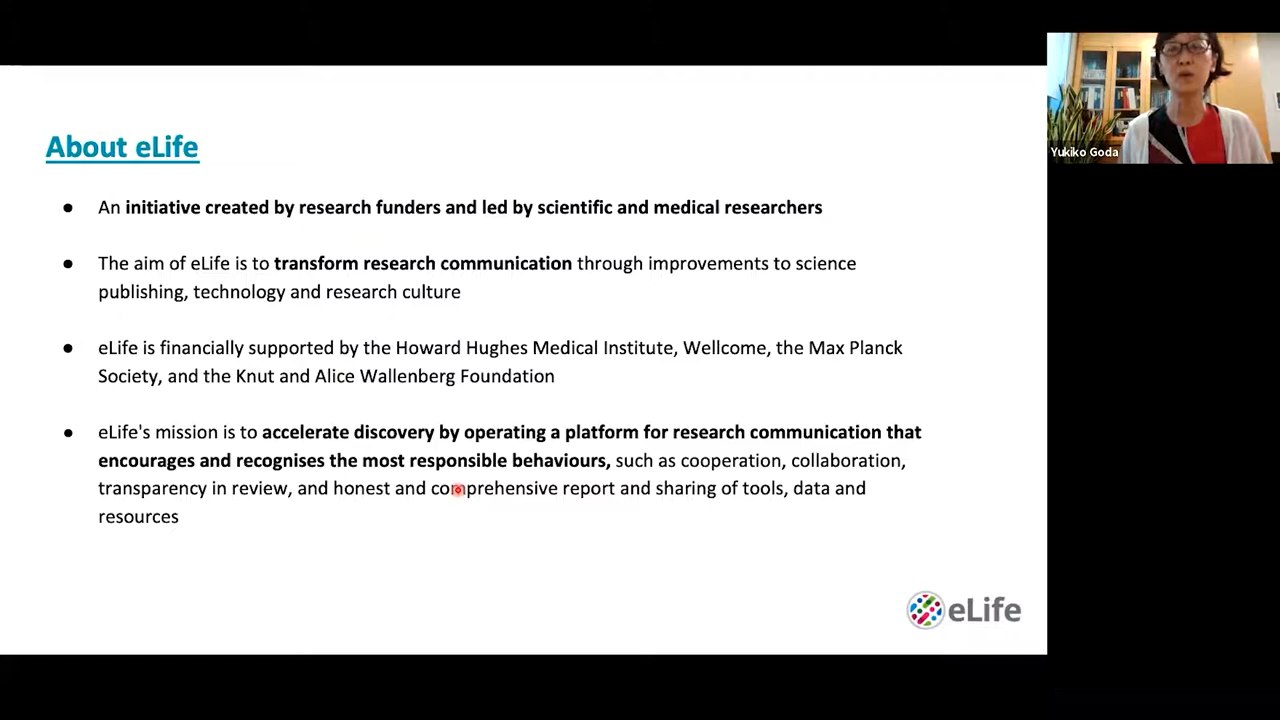 About eLife
An initiative created by research funders and led by scientific and medical researchers
The aim of eLife is to transform research communication through improvements to science
publishing, technology and research culture
eLife is financially supported by the Howard Hughes Medical Institute, Wellcome, the Max Planck
Society, and the Knut and Alice Wallenberg Foundation
eLife's mission is to accelerate discovery by operating a platform for research communication that
encourages and recognises the most responsible behaviours, such as cooperation, collaboration,
transparency in review, and honest and comprehensive report and sharing of tools, data and
resources
eLife
Yukiko Goda